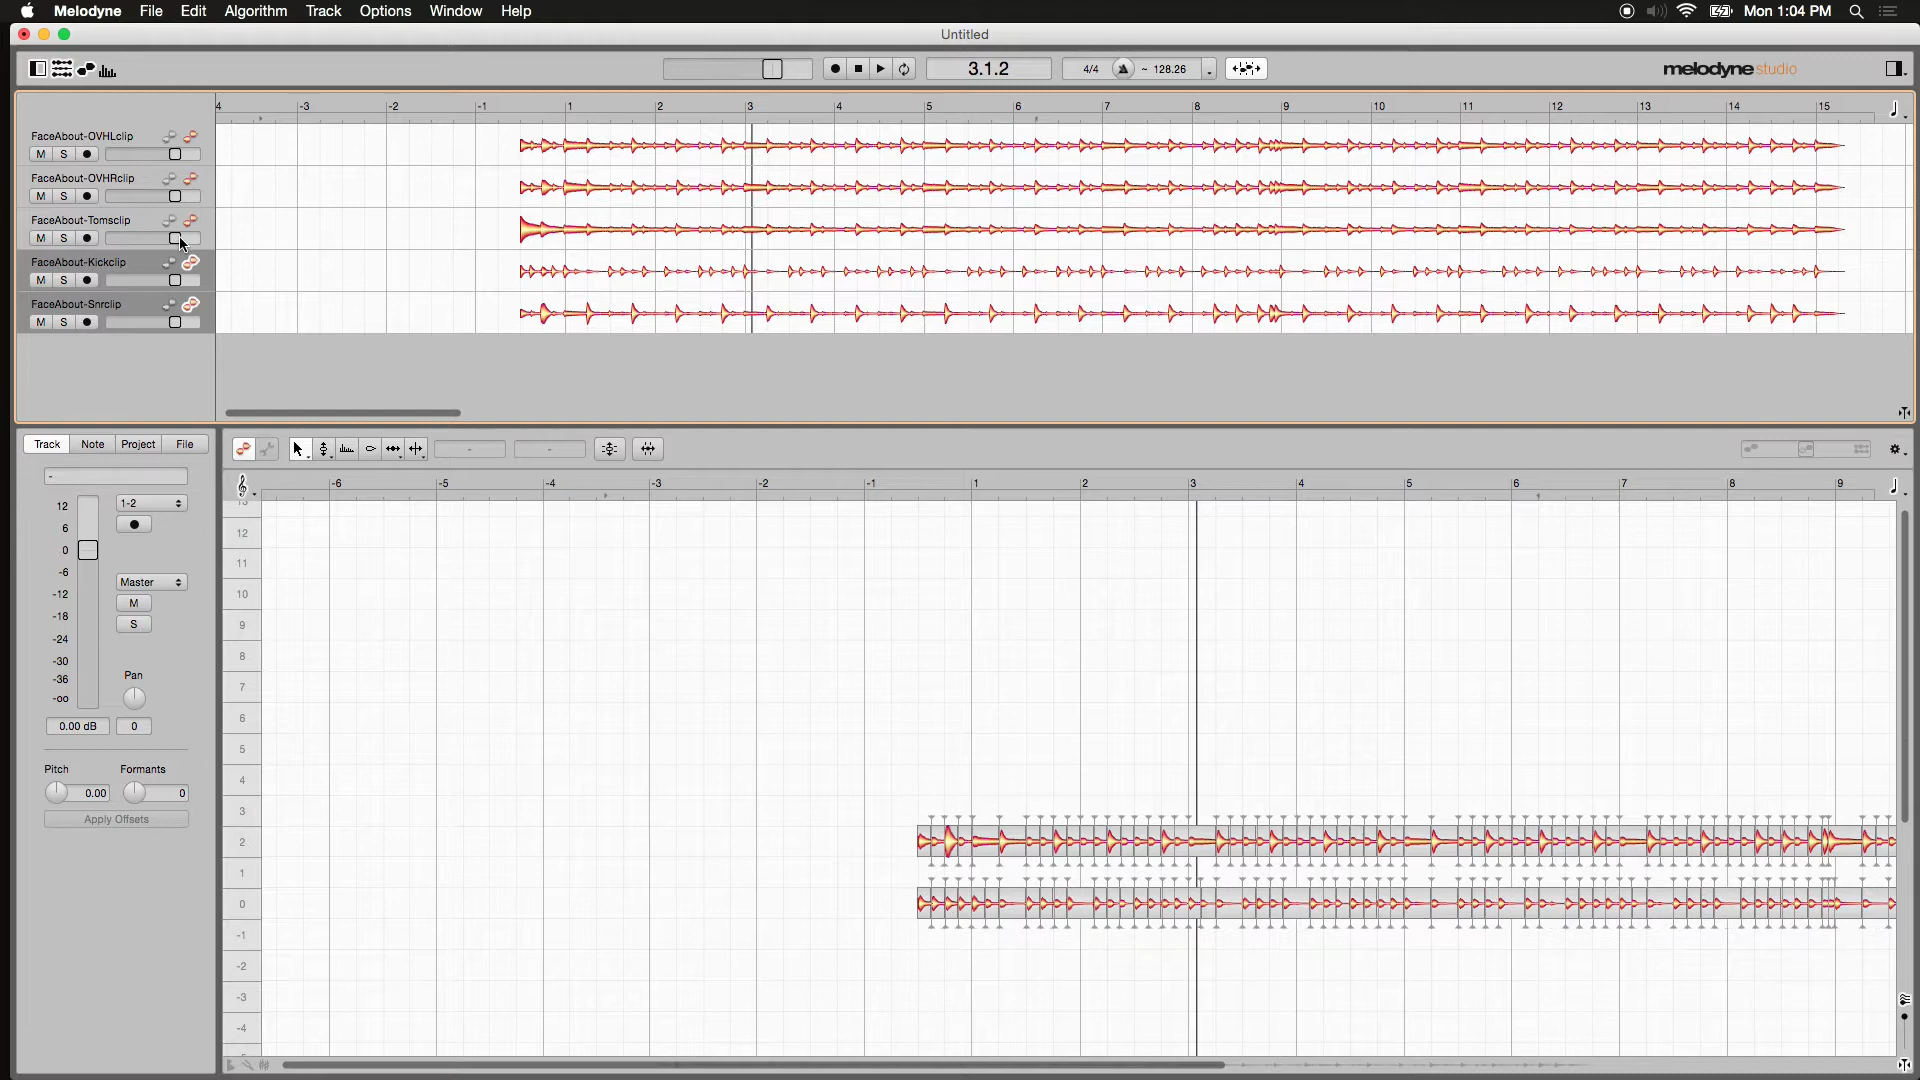 Melodyne File Edit Algorithm Track Options Window Help Mon 1:04 PM
Untitled
3.1.2 4/4 ~ 128.26 melodyne studio
4 -3 -2 -1 1 2 3 4 5 6 7 8 9 10 11 12 13 14 15
FaceAbout-OVHLclip
M S
FaceAbout-OVHRclip
M S
FaceAbout-Tomsclip
M S
FaceAbout-Kickclip
M S
FaceAbout-Snrclip
M S
Track Note Project File
-
1-2
12
6
0
-6
-12
-18
-24
-30
-36
-oo
Master
M
S
Pan
0.00 dB 0
Pitch Formants
0.00 0
Apply Offsets
- -
-6 -5 -4 -3 -2 -1 1 2 3 4 5 6 7 8 9
13
12
11
10
9
8
7
6
5
4
3
2
1
0
-1
-2
-3
-4